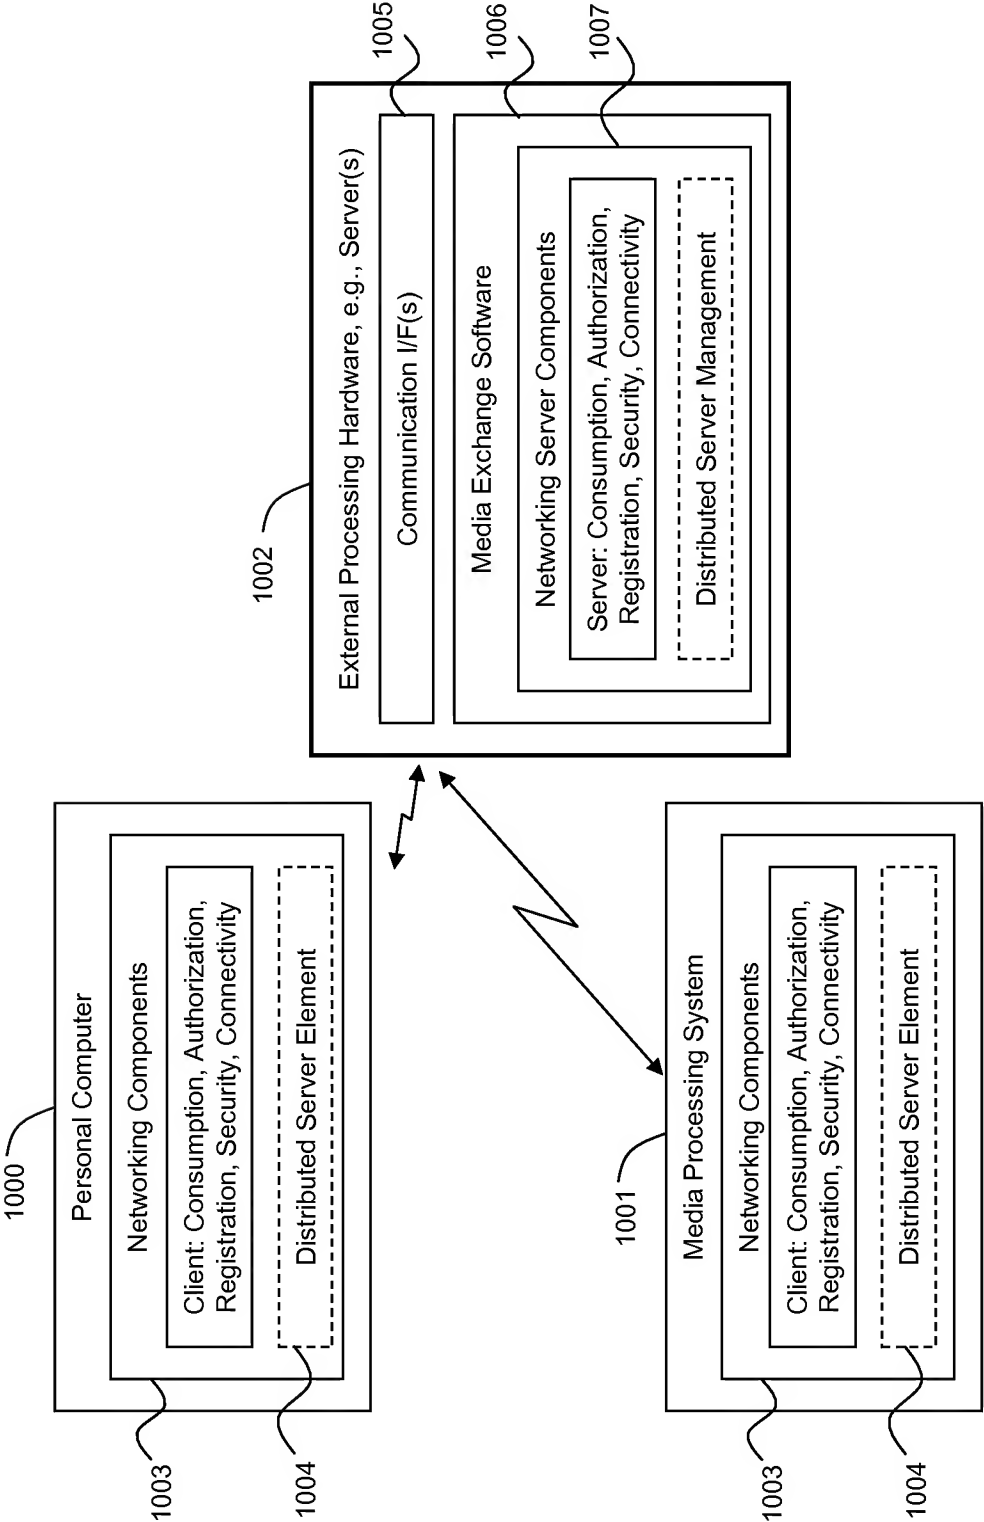 1000
Personal Computer
Networking Components
Client: Consumption, Authorization,
Registration, Security, Connectivity
Distributed Server Element
1003
1004
1002
External Processing Hardware, e.g., Server(s)
Communication I/F(s)
Media Exchange Software
Networking Server Components
Server: Consumption, Authorization,
Registration, Security, Connectivity
Distributed Server Management
1005
1006
1007
1001
Media Processing System
Networking Components
Client: Consumption, Authorization,
Registration, Security, Connectivity
Distributed Server Element
1003
1004